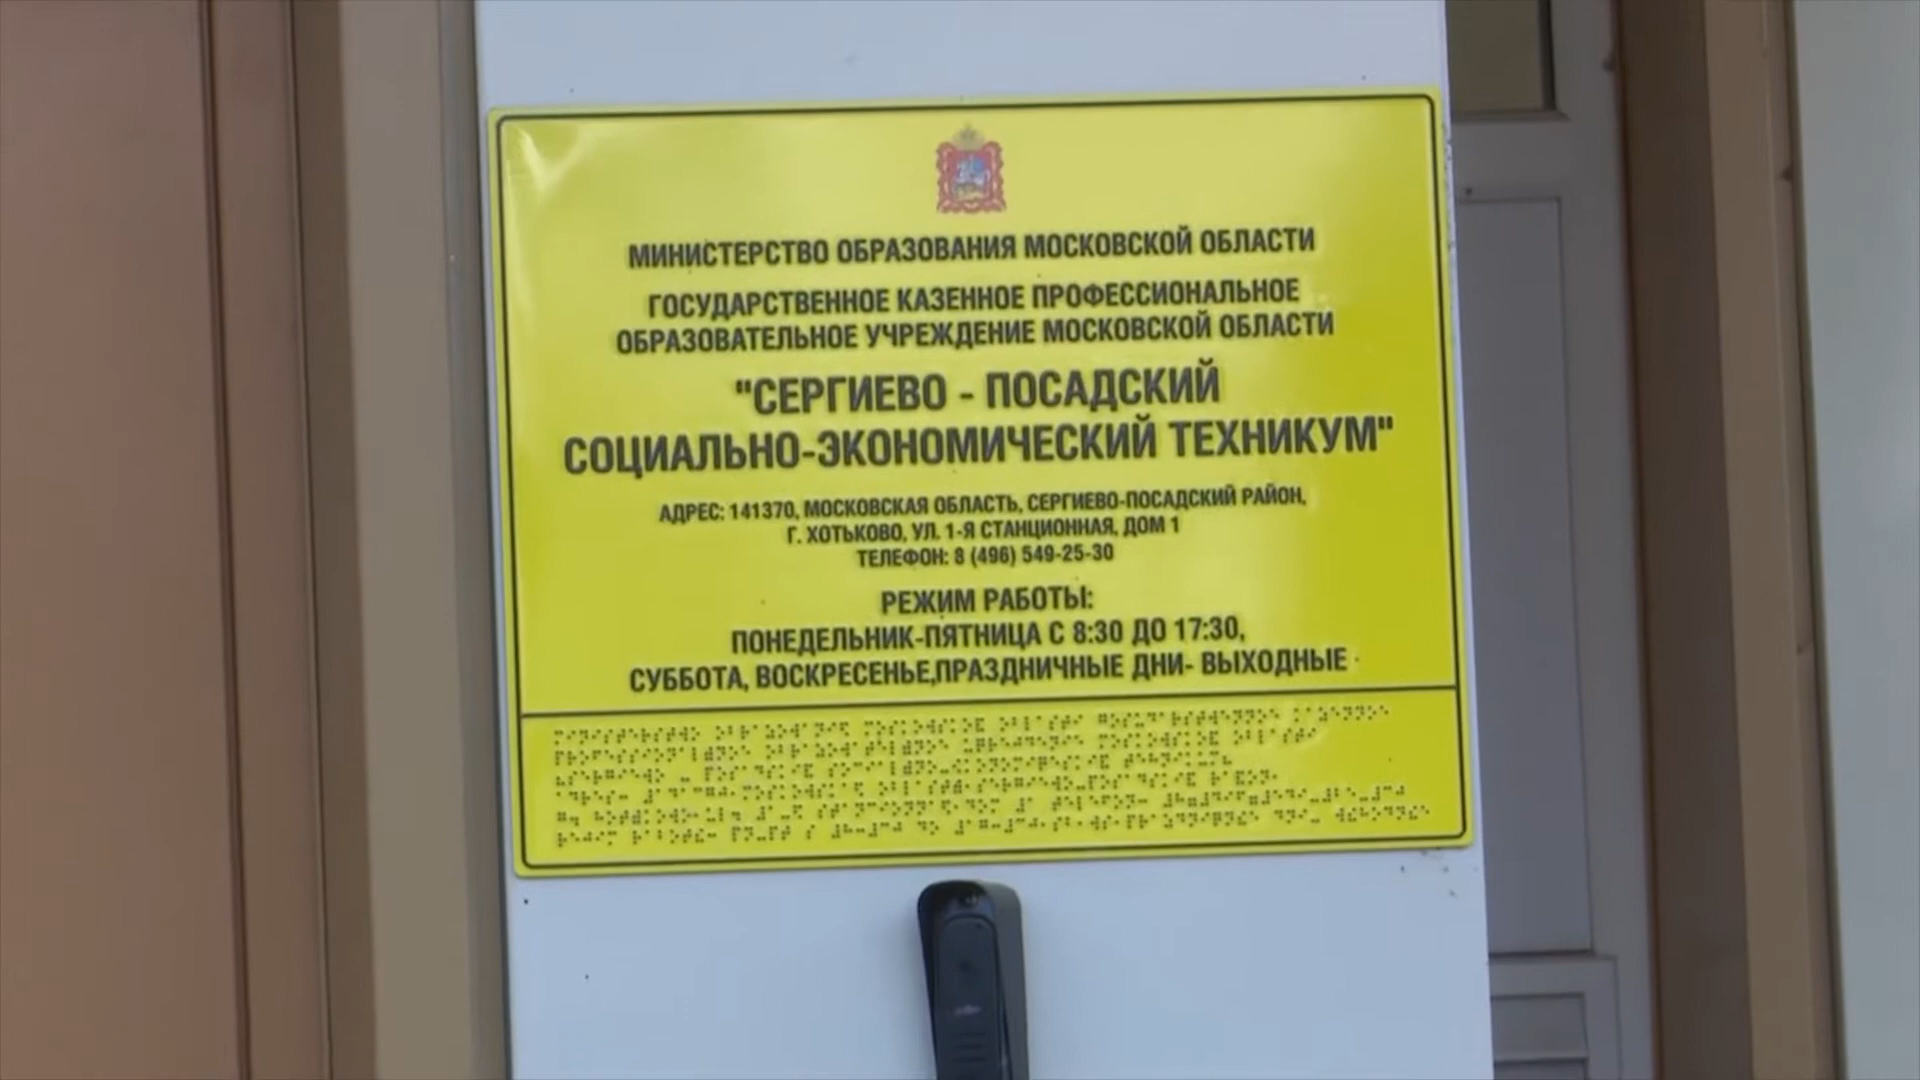 МИНИСТЕРСТВО ОБРАЗОВАНИЯ МОСКОВСКОЙ ОБЛАСТИ
ГОСУДАРСТВЕННОЕ КАЗЕННОЕ ПРОФЕССИОНАЛЬНОЕ
ОБРАЗОВАТЕЛЬНОЕ УЧРЕЖДЕНИЕ МОСКОВСКОЙ ОБЛАСТИ
"СЕРГИЕВО - ПОСАДСКИЙ
СОЦИАЛЬНО-ЭКОНОМИЧЕСКИЙ ТЕХНИКУМ"
АДРЕС: 141370, МОСКОВСКАЯ ОБЛАСТЬ, СЕРГИЕВО-ПОСАДСКИЙ РАЙОН,
Г. ХОТЬКОВО, УЛ. 1-Я СТАНЦИОННАЯ, ДОМ 1
ТЕЛЕФОН: 8 (496) 549-25-30
РЕЖИМ РАБОТЫ:
ПОНЕДЕЛЬНИК-ПЯТНИЦА С 8:30 ДО 17:30,
СУББОТА, ВОСКРЕСЕНЬЕ,ПРАЗДНИЧНЫЕ ДНИ- ВЫХОДНЫЕ